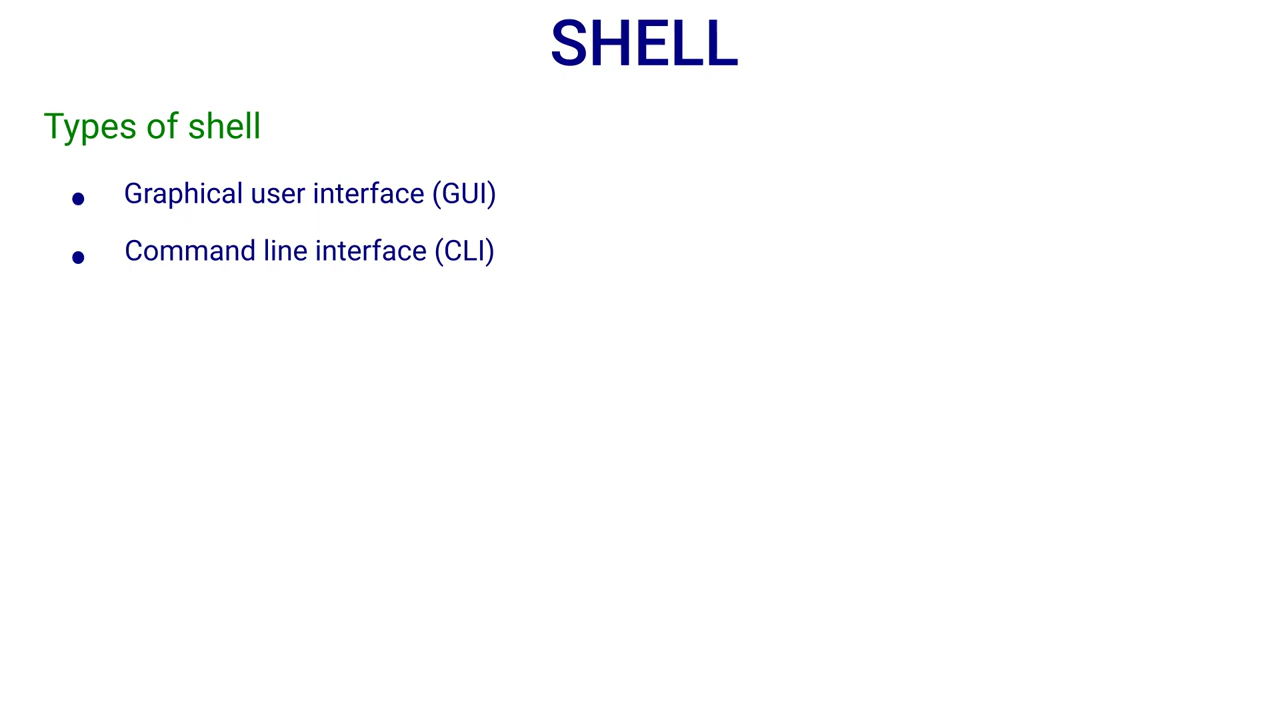 SHELL
Types of shell
• Graphical user interface (GUI)
• Command line interface (CLI)